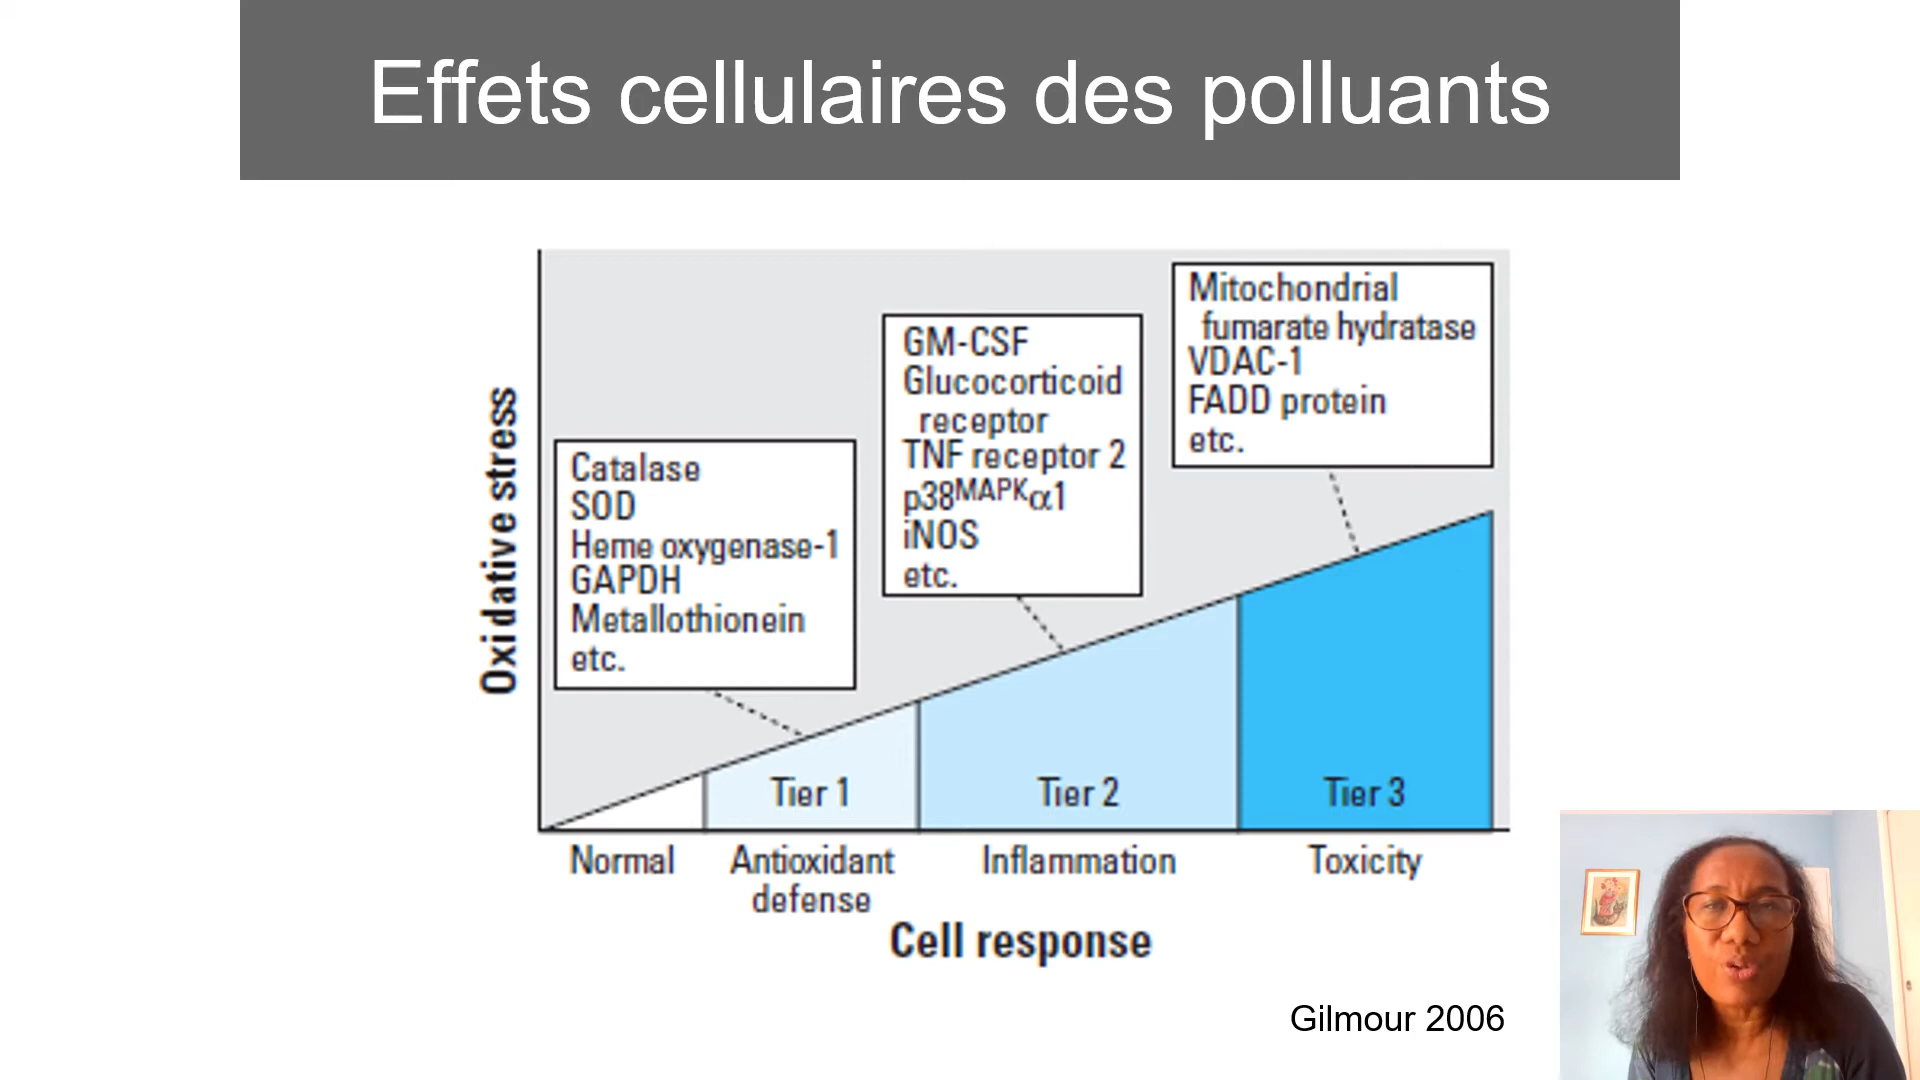 Effets cellulaires des polluants
Oxidative stress
Catalase
SOD
Heme oxygenase-1
GAPDH
Metallothionein
etc.
GM-CSF
Glucocorticoid
receptor
TNF receptor 2
p38MAPKα1
iNOS
etc.
Mitochondrial
fumarate hydratase
VDAC-1
FADD protein
etc.
Tier 1
Tier 2
Tier 3
Normal
Antioxidant
defense
Inflammation
Toxicity
Cell response
Gilmour 2006